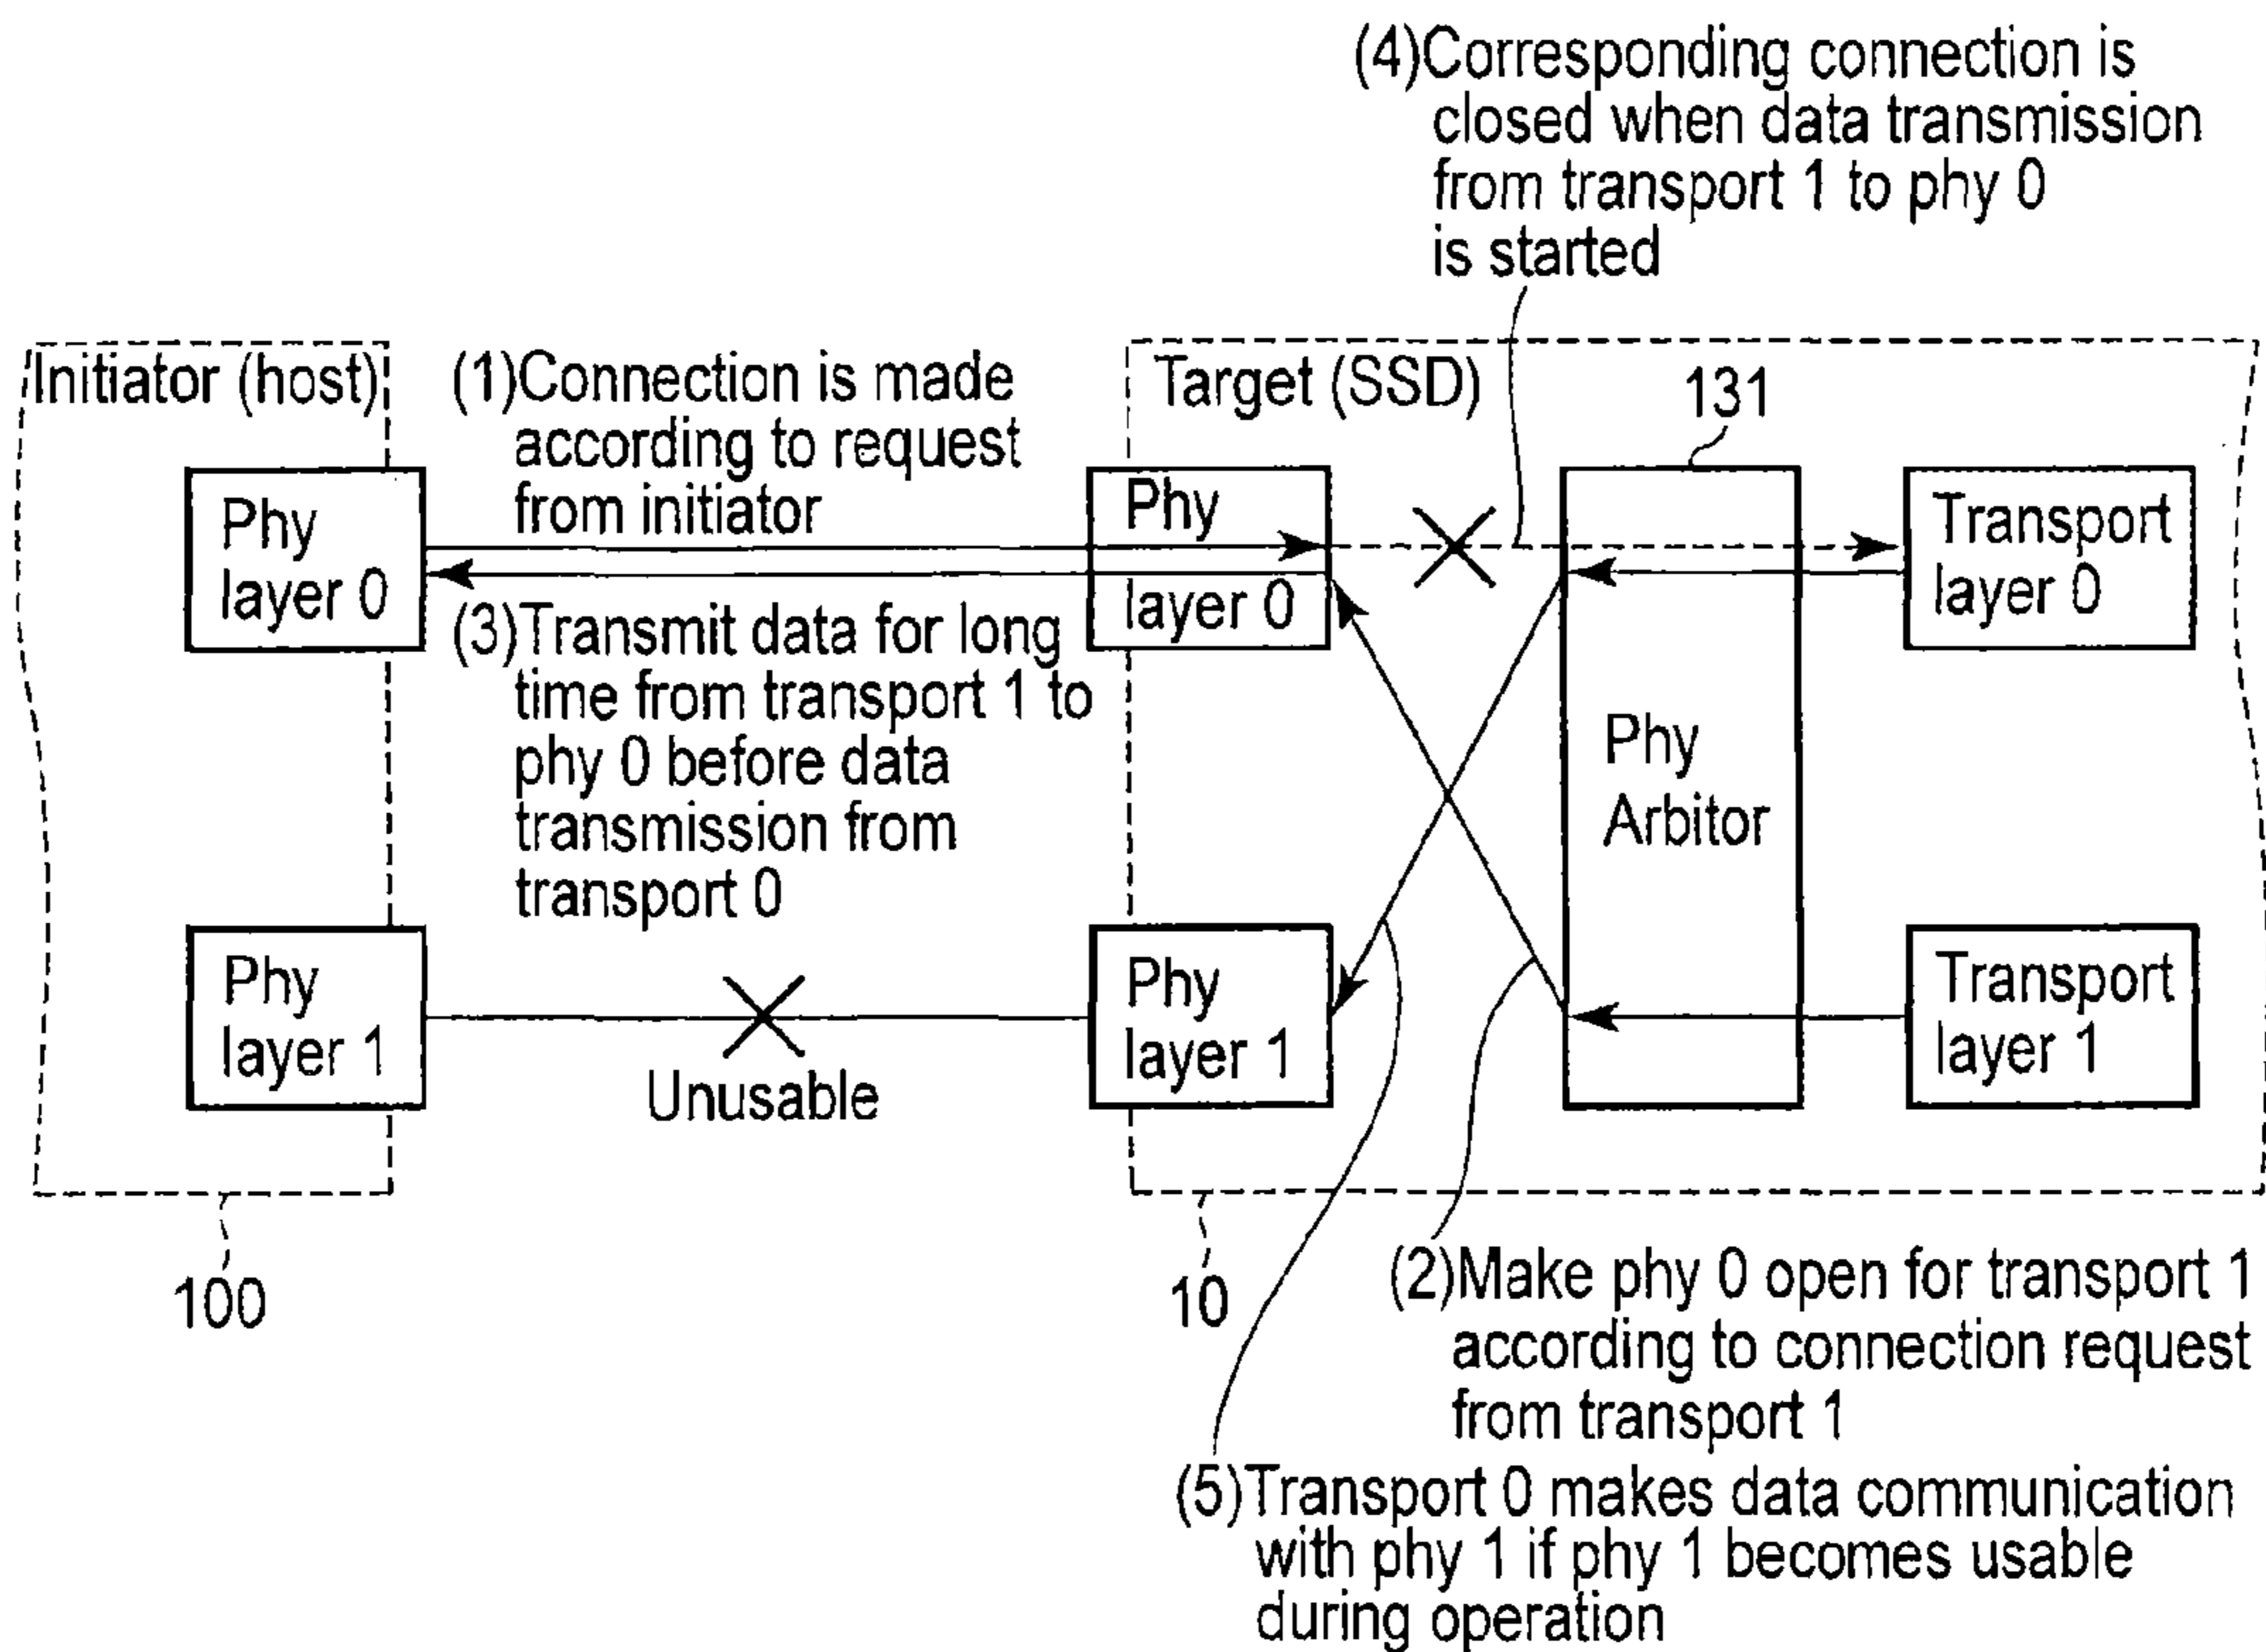 (4)Corresponding connection is
closed when data transmission
from transport 1 to phy 0
is started
Initiator (host)
(1)Connection is made
according to request
from initiator
Target (SSD)
131
Phy
layer 0
Phy
layer 0
Transport
layer 0
(3)Transmit data for long
time from transport 1 to
phy 0 before data
transmission from
transport 0
Phy
Arbitor
Phy
layer 1
Unusable
Phy
layer 1
Transport
layer 1
100
10
(2)Make phy 0 open for transport 1
according to connection request
from transport 1
(5)Transport 0 makes data communication
with phy 1 if phy 1 becomes usable
during operation